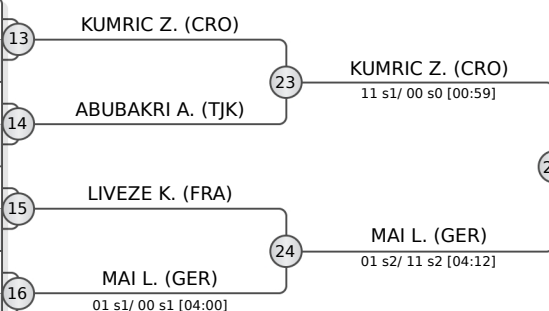 KUMRIC Z. (CRO)
13
23
KUMRIC Z. (CRO)
11 s1/ 00 s0 [00:59]
ABUBAKRI A. (TJK)
14
LIVEZE K. (FRA)
15
24
MAI L. (GER)
01 s2/ 11 s2 [04:12]
MAI L. (GER)
16
01 s1/ 00 s1 [04:00]